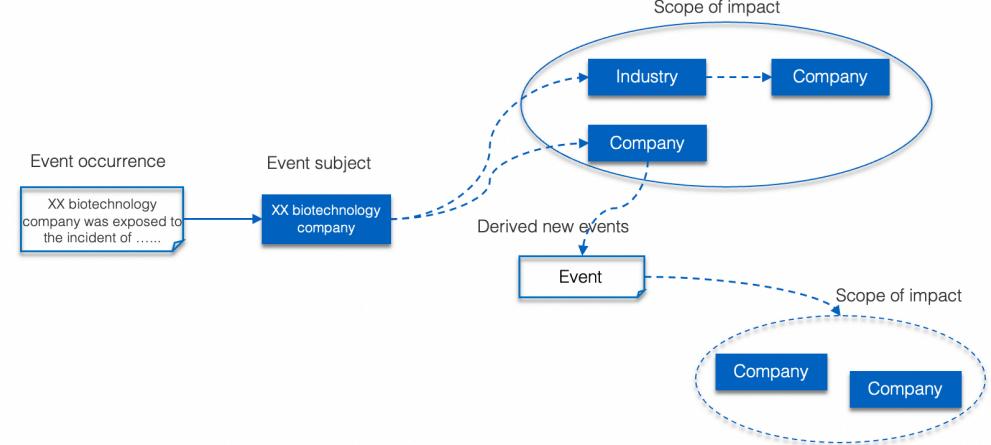 Scope of impact
Industry
Company
Company
Event occurrence
Event subject
XX biotechnology
company was exposed to
the incident of …...
XX biotechnology
company
Derived new events
Event
Scope of impact
Company
Company